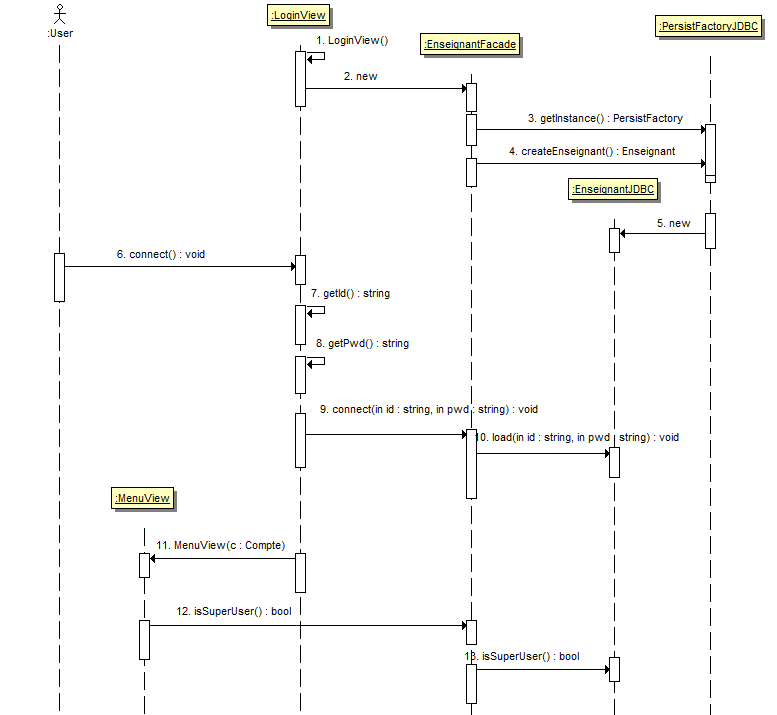 :LoginView
:User
:PersistFactoryJDBC
1. LoginView()
:EnseignantFacade
2. new
3. getInstance() : PersistFactory
4. createEnseignant() : Enseignant
:EnseignantJDBC
5. new
6. connect() : void
7. getId() : string
8. getPwd() : string
9. connect(in id : string, in pwd : string) : void
10. load(in id : string, in pwd : string) : void
:MenuView
11. MenuView(c : Compte)
12. isSuperUser() : bool
13. isSuperUser() : bool